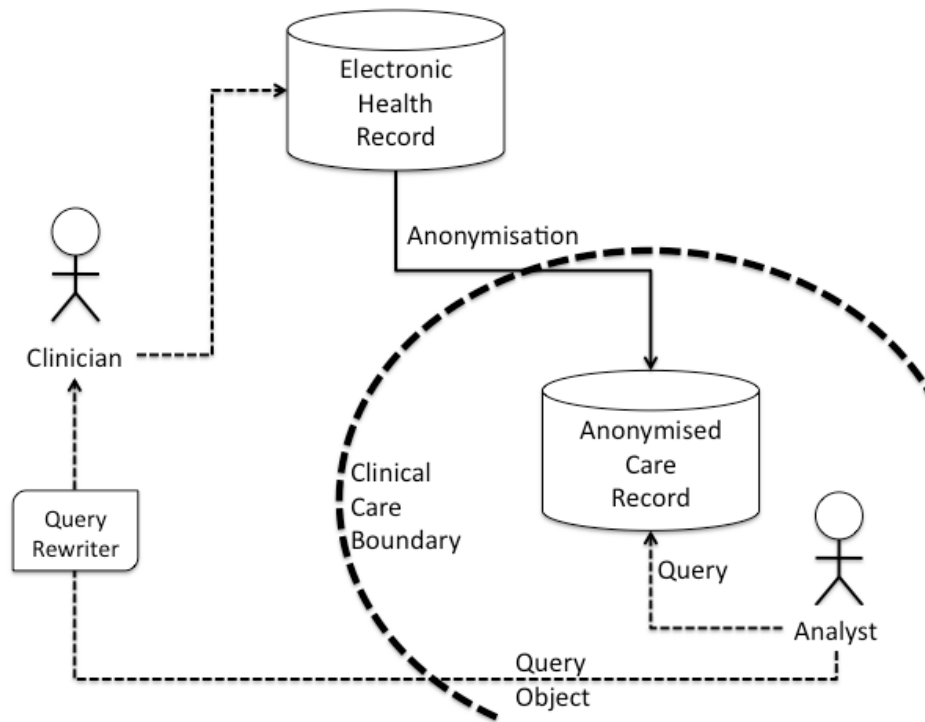 Electronic
Health
Record
Anonymisation
Clinician
Anonymised
Care
Record
Clinical
Care
Boundary
Query
Rewriter
Query
Analyst
Query
Object